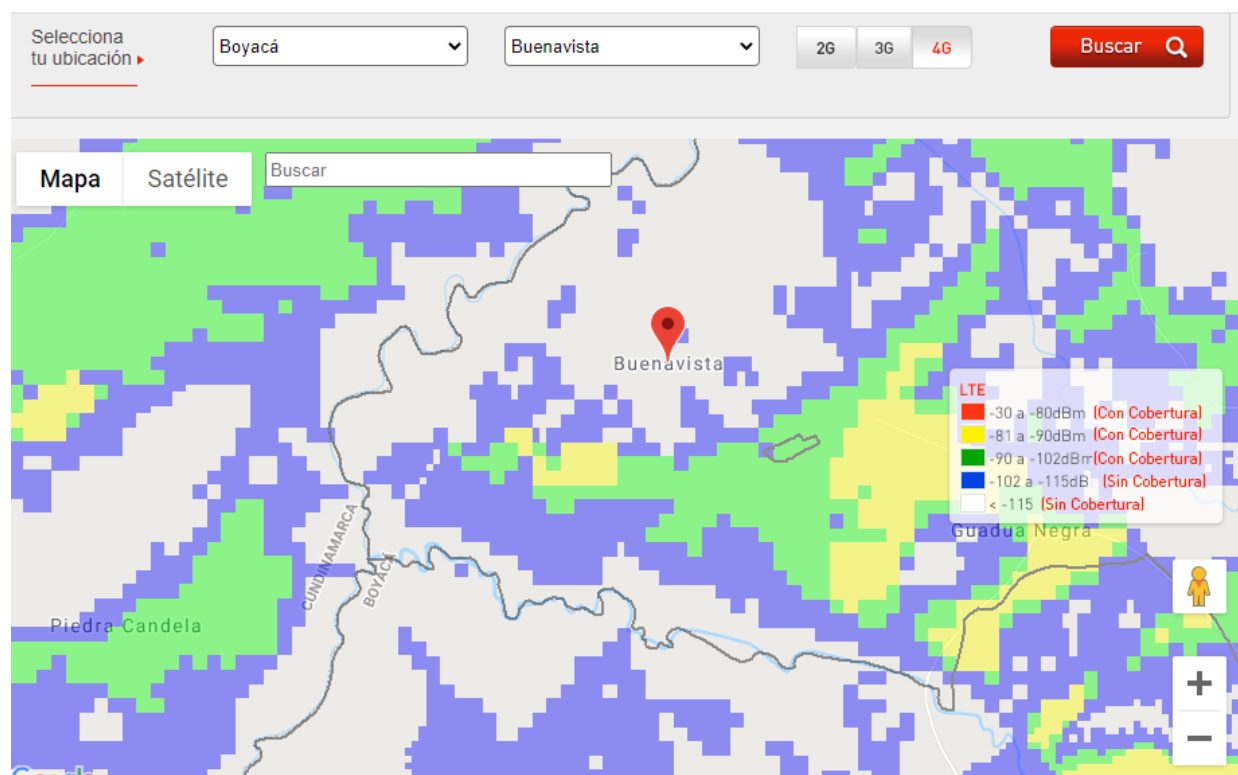 Selecciona
tu ubicación
Boyacá
Buenavista
2G
3G
4G
Buscar
Mapa
Satélite
Buscar
Buenavista
LTE
-30 a -80dBm (Con Cobertura)
-81 a -90dBm (Con Cobertura)
-90 a -102dBm(Con Cobertura)
-102 a -115dB (Sin Cobertura)
< -115 (Sin Cobertura)
Guadua Negra
CUNDINAMARCA
BOYACÁ
Piedra Candela
+
−
Google